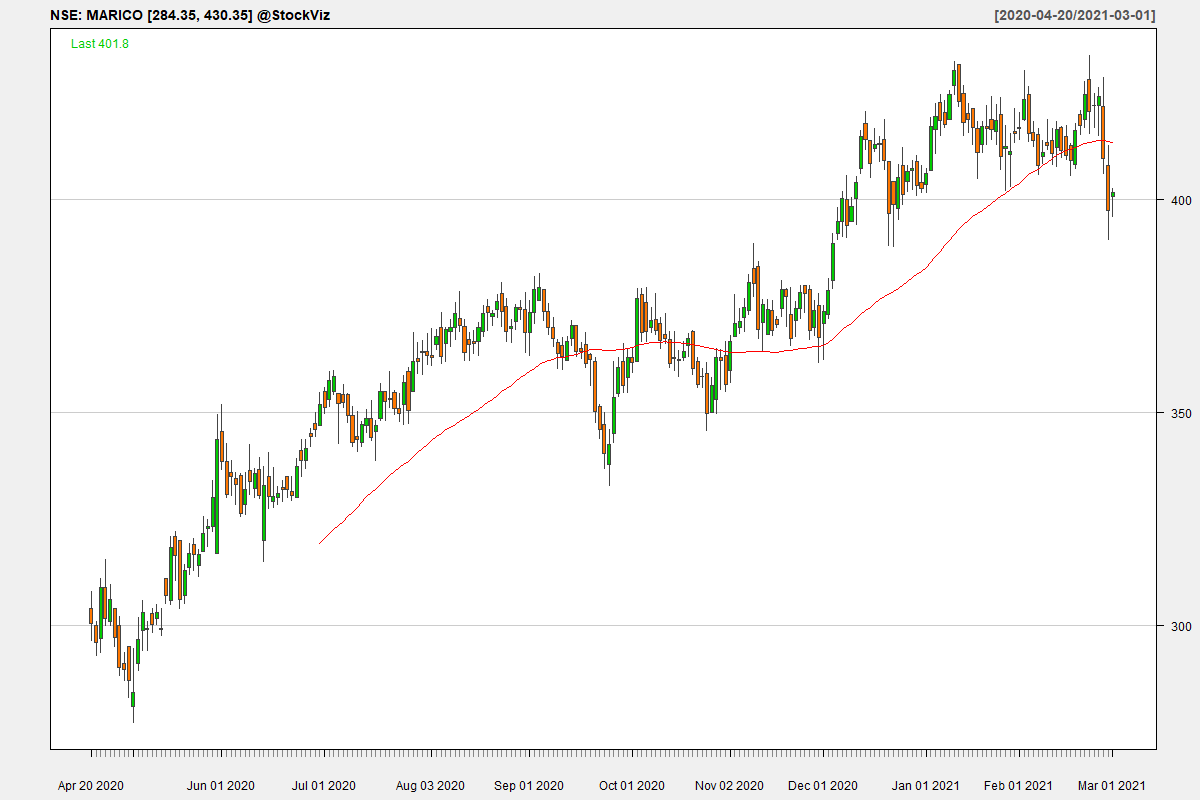 NSE: MARICO [284.35, 430.35] @StockViz
[2020-04-20/2021-03-01]
Last 401.8
400
350
300
Apr 20 2020
Jun 01 2020
Jul 01 2020
Aug 03 2020
Sep 01 2020
Oct 01 2020
Nov 02 2020
Dec 01 2020
Jan 01 2021
Feb 01 2021
Mar 01 2021